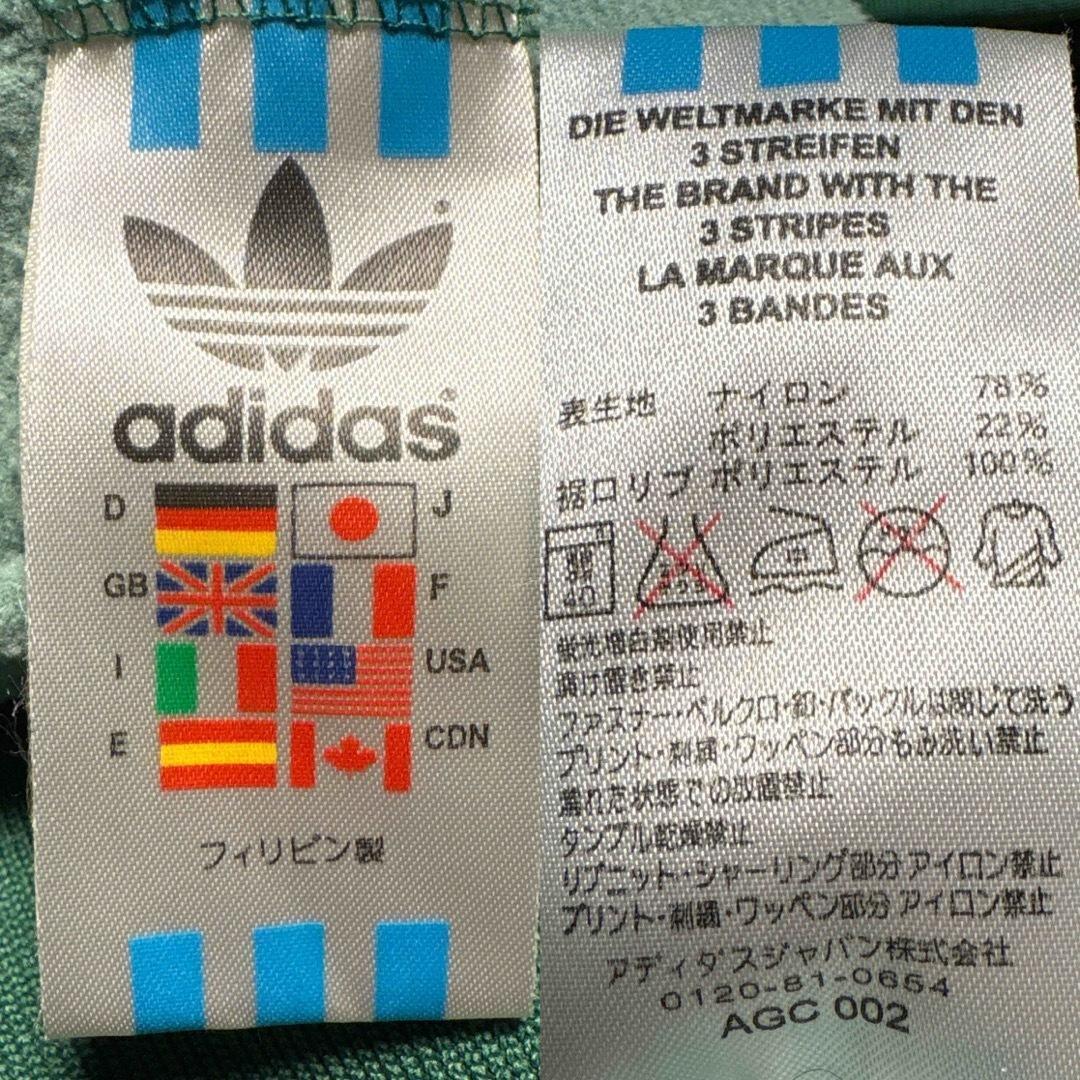 adidas
D
J
GB
F
I
USA
E
CDN
フィリピン製
DIE WELTMARKE MIT DEN
3 STREIFEN
THE BRAND WITH THE
3 STRIPES
LA MARQUE AUX
3 BANDES
表生地 ナイロン 78%
ポリエステル 22%
裾口リブ ポリエステル 100%
40
蛍光増白剤使用禁止
漬け置き禁止
ファスナー・ベルクロ・釦・バックルは閉じて洗う
プリント・刺繍・ワッペン部分もみ洗い禁止
濡れた状態での放置禁止
タンブル乾燥禁止
リブニット・シャーリング部分アイロン禁止
プリント・刺繍・ワッペン部分アイロン禁止
アディダスジャパン株式会社
0120-81-0654
AGC 002